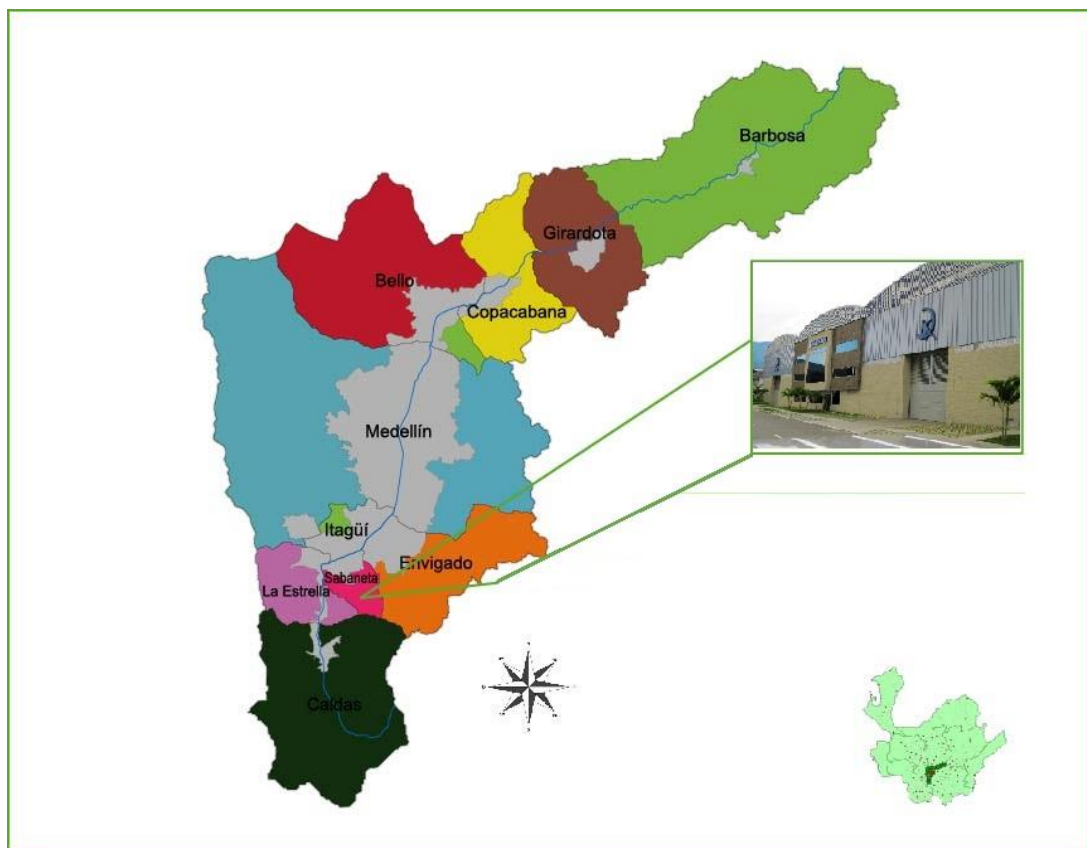 Barbosa
Girardota
Bello
Copacabana
Medellín
Itagüí
Envigado
Sabaneta
La Estrella
Caldas